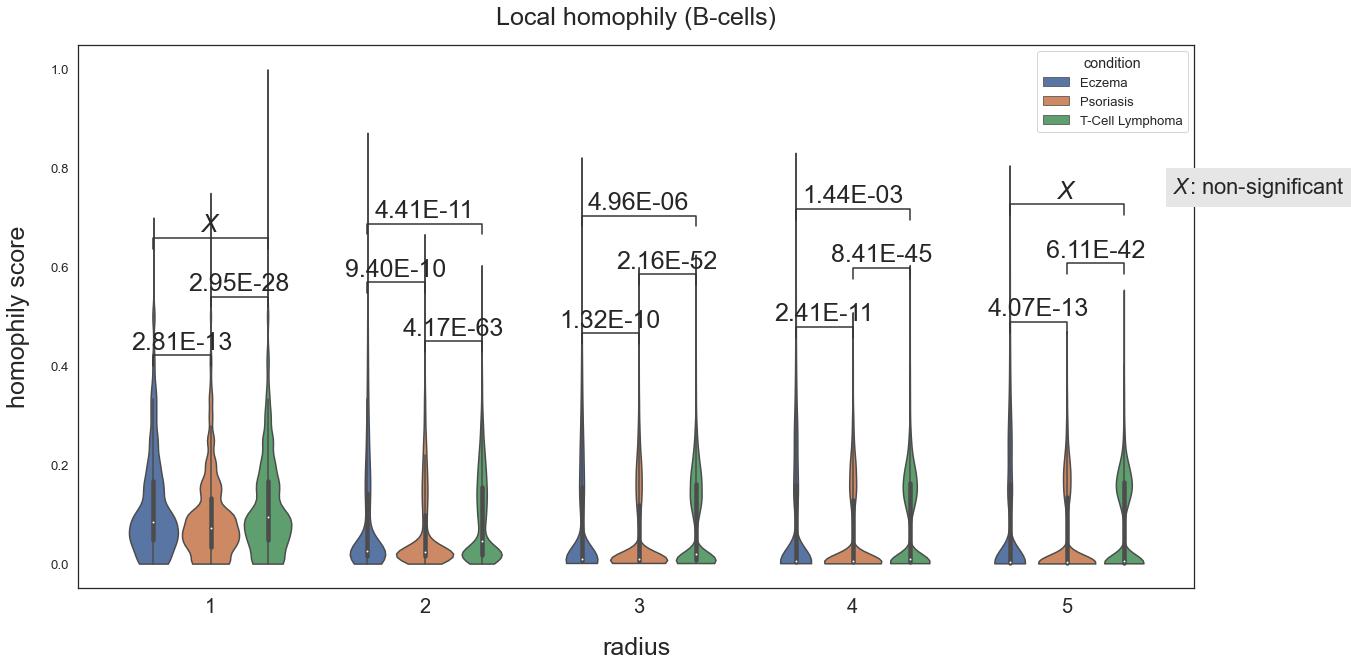 Local homophily (B-cells)
condition
Eczema
Psoriasis
T-Cell Lymphoma
X: non-significant
homophily score
1.0
0.8
0.6
0.4
0.2
0.0
X
2.95E-28
2.81E-13
4.41E-11
9.40E-10
4.17E-63
4.96E-06
2.16E-52
1.32E-10
1.44E-03
8.41E-45
2.41E-11
X
6.11E-42
4.07E-13
1 2 3 4 5
radius